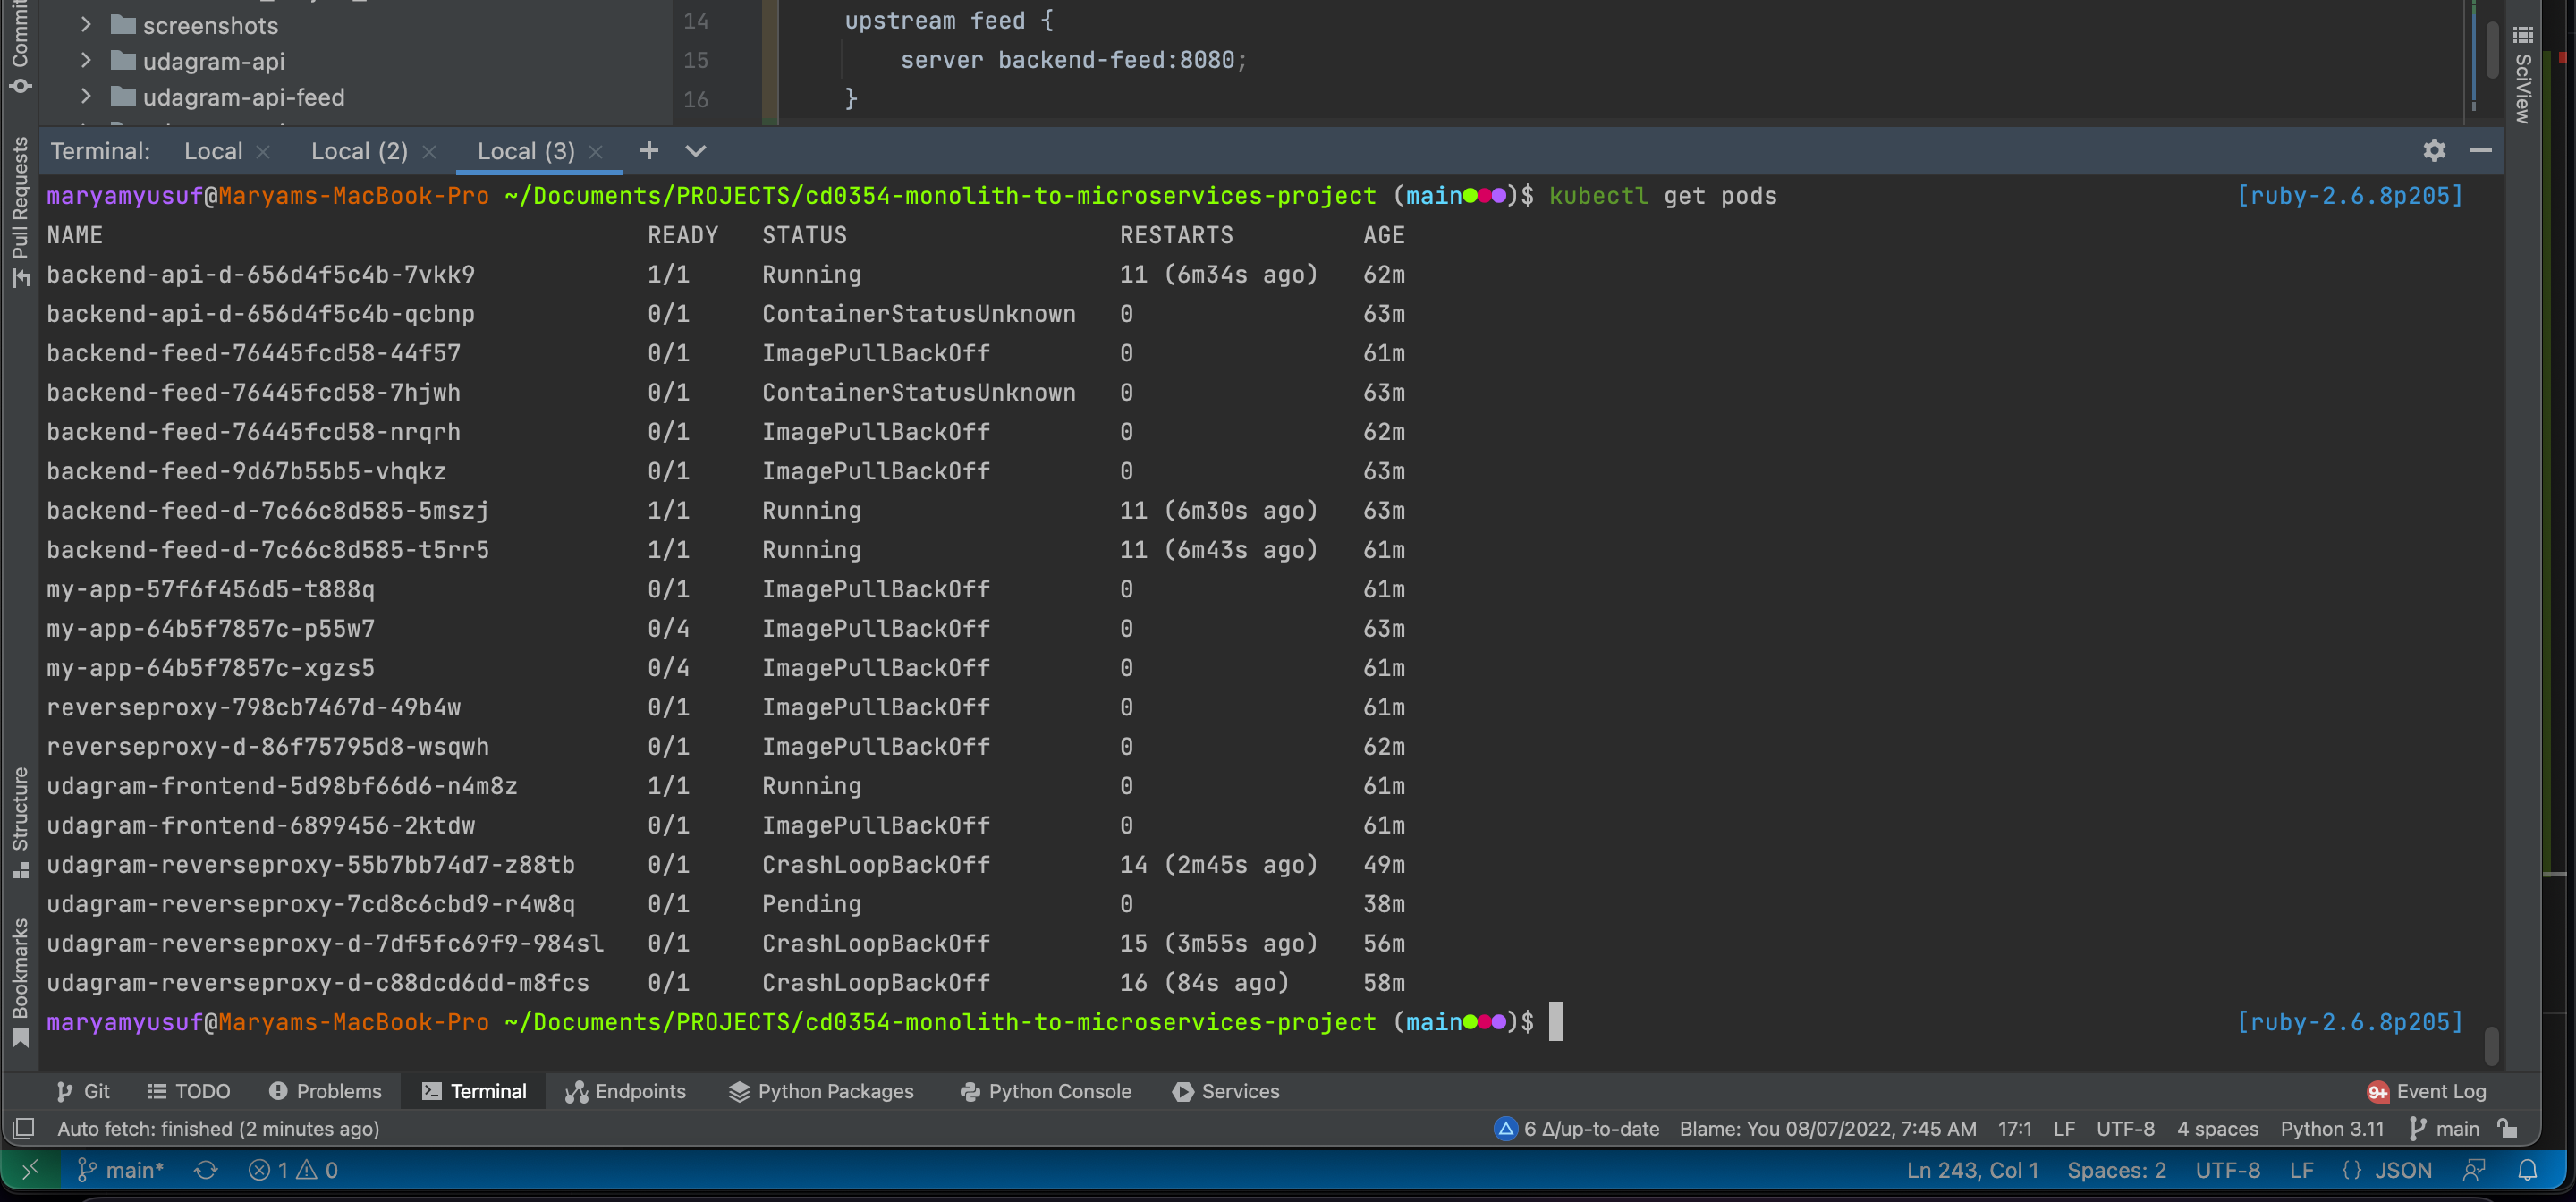 Commit
screenshots
udagram-api
udagram-api-feed
14 upstream feed {
15 server backend-feed:8080;
16 }
SciView
Pull Requests
Terminal: Local Local (2) Local (3)
maryamyusuf@Maryams-MacBook-Pro ~/Documents/PROJECTS/cd0354-monolith-to-microservices-project (main●●●)$ kubectl get pods [ruby-2.6.8p205]
NAME READY STATUS RESTARTS AGE
backend-api-d-656d4f5c4b-7vkk9 1/1 Running 11 (6m34s ago) 62m
backend-api-d-656d4f5c4b-qcbnp 0/1 ContainerStatusUnknown 0 63m
backend-feed-76445fcd58-44f57 0/1 ImagePullBackOff 0 61m
backend-feed-76445fcd58-7hjwh 0/1 ContainerStatusUnknown 0 63m
backend-feed-76445fcd58-nrqrh 0/1 ImagePullBackOff 0 62m
backend-feed-9d67b55b5-vhqkz 0/1 ImagePullBackOff 0 63m
backend-feed-d-7c66c8d585-5mszj 1/1 Running 11 (6m30s ago) 63m
backend-feed-d-7c66c8d585-t5rr5 1/1 Running 11 (6m43s ago) 61m
my-app-57f6f456d5-t888q 0/1 ImagePullBackOff 0 61m
my-app-64b5f7857c-p55w7 0/4 ImagePullBackOff 0 63m
my-app-64b5f7857c-xgzs5 0/4 ImagePullBackOff 0 61m
reverseproxy-798cb7467d-49b4w 0/1 ImagePullBackOff 0 61m
reverseproxy-d-86f75795d8-wsqwh 0/1 ImagePullBackOff 0 62m
udagram-frontend-5d98bf66d6-n4m8z 1/1 Running 0 61m
udagram-frontend-6899456-2ktdw 0/1 ImagePullBackOff 0 61m
udagram-reverseproxy-55b7bb74d7-z88tb 0/1 CrashLoopBackOff 14 (2m45s ago) 49m
udagram-reverseproxy-7cd8c6cbd9-r4w8q 0/1 Pending 0 38m
udagram-reverseproxy-d-7df5fc69f9-984sl 0/1 CrashLoopBackOff 15 (3m55s ago) 56m
udagram-reverseproxy-d-c88dcd6dd-m8fcs 0/1 CrashLoopBackOff 16 (84s ago) 58m
maryamyusuf@Maryams-MacBook-Pro ~/Documents/PROJECTS/cd0354-monolith-to-microservices-project (main●●●)$ [ruby-2.6.8p205]
Structure
Bookmarks
Git TODO Problems Terminal Endpoints Python Packages Python Console Services 9+ Event Log
Auto fetch: finished (2 minutes ago) 6 Δ/up-to-date Blame: You 08/07/2022, 7:45 AM 17:1 LF UTF-8 4 spaces Python 3.11 main
main* 1 0 Ln 243, Col 1 Spaces: 2 UTF-8 LF {} JSON